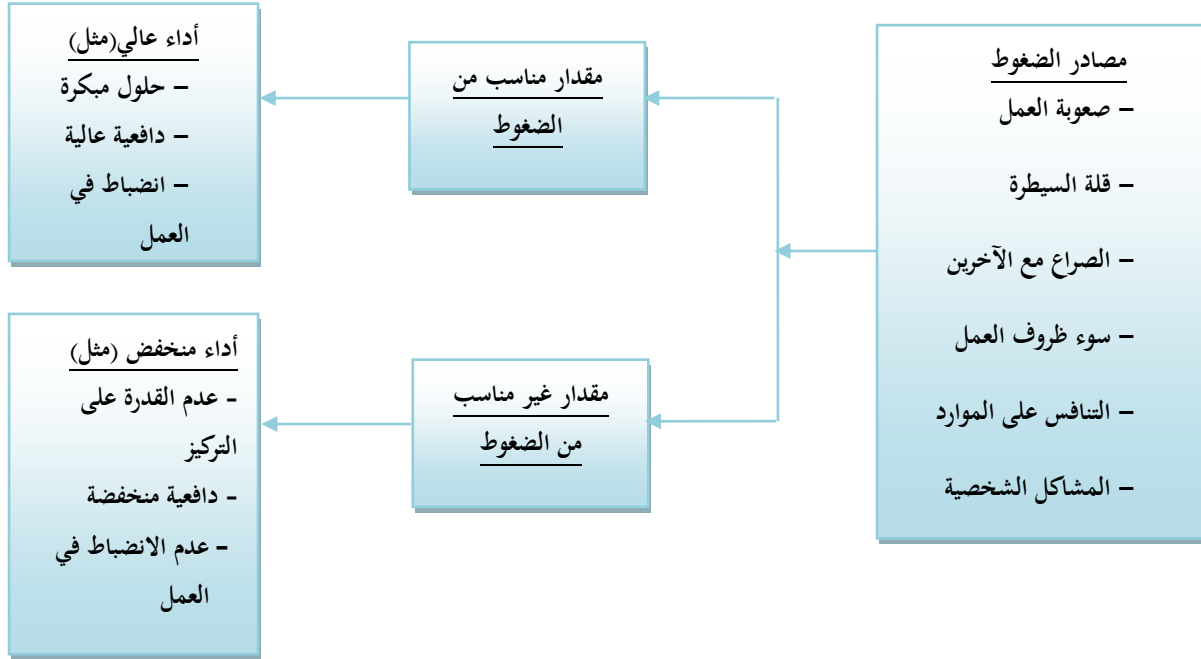 مصادر الضغوط
– صعوبة العمل
– قلة السيطرة
– الصراع مع الآخرين
– سوء ظروف العمل
– التنافس على الموارد
– المشاكل الشخصية
مقدار مناسب من
الضغوط
أداء عالي(مثل)
– حلول مبكرة
– دافعية عالية
– انضباط في
العمل
مقدار غير مناسب
من الضغوط
أداء منخفض (مثل)
- عدم القدرة على
التركيز
- دافعية منخفضة
- عدم الانضباط في
العمل